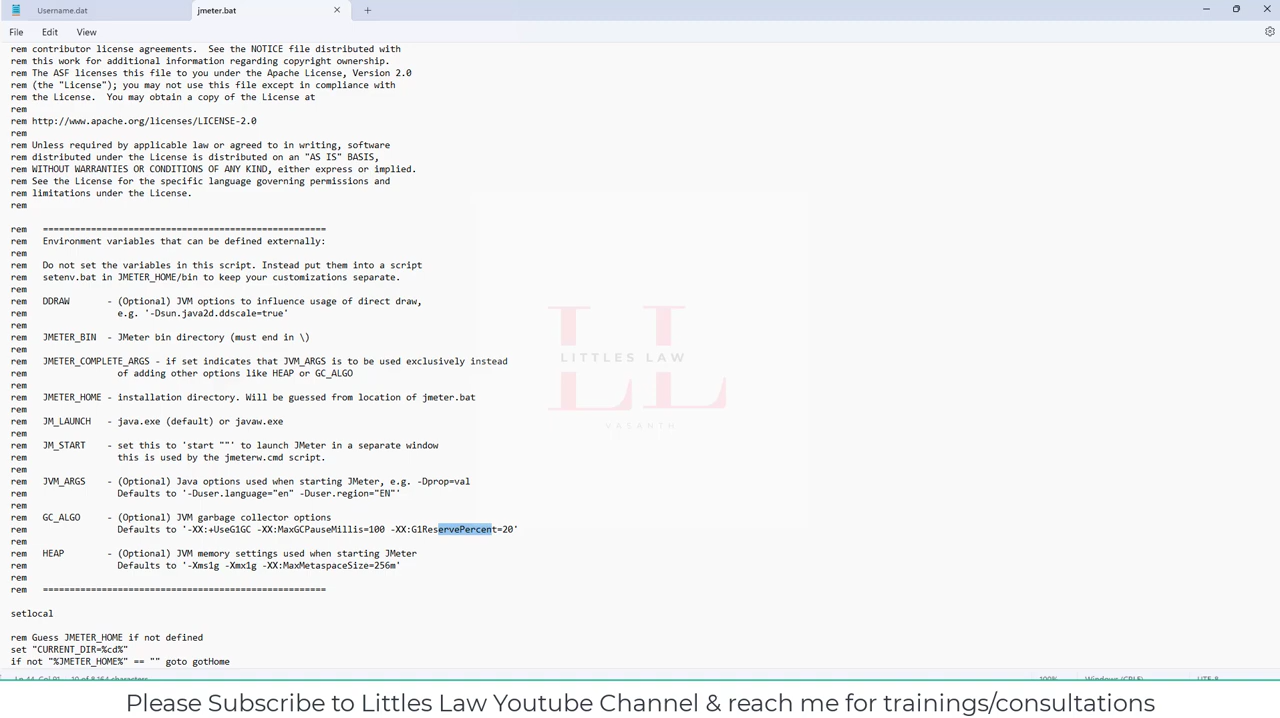 Username.dat
jmeter.bat
File Edit View
rem contributor license agreements.  See the NOTICE file distributed with
rem this work for additional information regarding copyright ownership.
rem The ASF licenses this file to you under the Apache License, Version 2.0
rem (the "License"); you may not use this file except in compliance with
rem the License.  You may obtain a copy of the License at
rem
rem http://www.apache.org/licenses/LICENSE-2.0
rem
rem Unless required by applicable law or agreed to in writing, software
rem distributed under the License is distributed on an "AS IS" BASIS,
rem WITHOUT WARRANTIES OR CONDITIONS OF ANY KIND, either express or implied.
rem See the License for the specific language governing permissions and
rem limitations under the License.
rem
rem   =====================================================
rem   Environment variables that can be defined externally:
rem
rem   Do not set the variables in this script. Instead put them into a script
rem   setenv.bat in JMETER_HOME/bin to keep your customizations separate.
rem
rem   DDRAW       - (Optional) JVM options to influence usage of direct draw,
rem                 e.g. '-Dsun.java2d.ddscale=true'
rem
rem   JMETER_BIN  - JMeter bin directory (must end in \)
rem
rem   JMETER_COMPLETE_ARGS - if set indicates that JVM_ARGS is to be used exclusively instead
rem                 of adding other options like HEAP or GC_ALGO
rem
rem   JMETER_HOME - installation directory. Will be guessed from location of jmeter.bat
rem
rem   JM_LAUNCH   - java.exe (default) or javaw.exe
rem
rem   JM_START    - set this to 'start ""' to launch JMeter in a separate window
rem                 this is used by the jmeterw.cmd script.
rem
rem   JVM_ARGS    - (Optional) Java options used when starting JMeter, e.g. -Dprop=val
rem                 Defaults to '-Duser.language="en" -Duser.region="EN"'
rem
rem   GC_ALGO     - (Optional) JVM garbage collector options
rem                 Defaults to '-XX:+UseG1GC -XX:MaxGCPauseMillis=100 -XX:G1ReservePercent=20'
rem
rem   HEAP        - (Optional) JVM memory settings used when starting JMeter
rem                 Defaults to '-Xms1g -Xmx1g -XX:MaxMetaspaceSize=256m'
rem
rem   =====================================================
setlocal
rem Guess JMETER_HOME if not defined
set "CURRENT_DIR=%cd%"
if not "%JMETER_HOME%" == "" goto gotHome
LL
LITTLES LAW
VASANTH
100% Windows (CRLF) UTF-8
Please Subscribe to Littles Law Youtube Channel & reach me for trainings/consultations